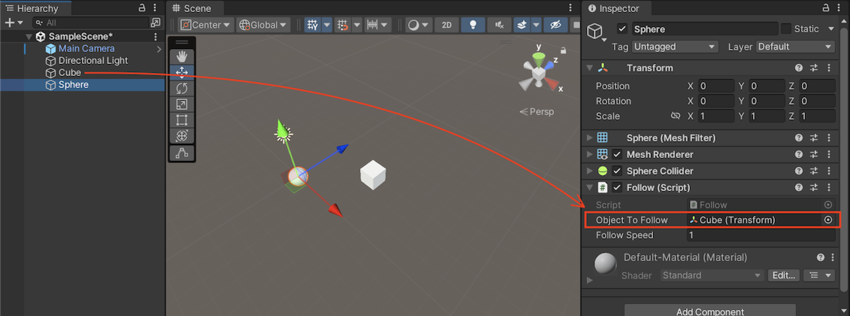 Hierarchy
All
SampleScene*
Main Camera
Directional Light
Cube
Sphere
Scene
Center
Global
2D
y
x
z
Persp
Inspector
Sphere
Static
Tag Untagged Layer Default
Transform
Position X 0 Y 0 Z 0
Rotation X 0 Y 0 Z 0
Scale X 1 Y 1 Z 1
Sphere (Mesh Filter)
Mesh Renderer
Sphere Collider
Follow (Script)
Script Follow
Object To Follow Cube (Transform)
Follow Speed 1
Default-Material (Material)
Shader Standard Edit...
Add Component